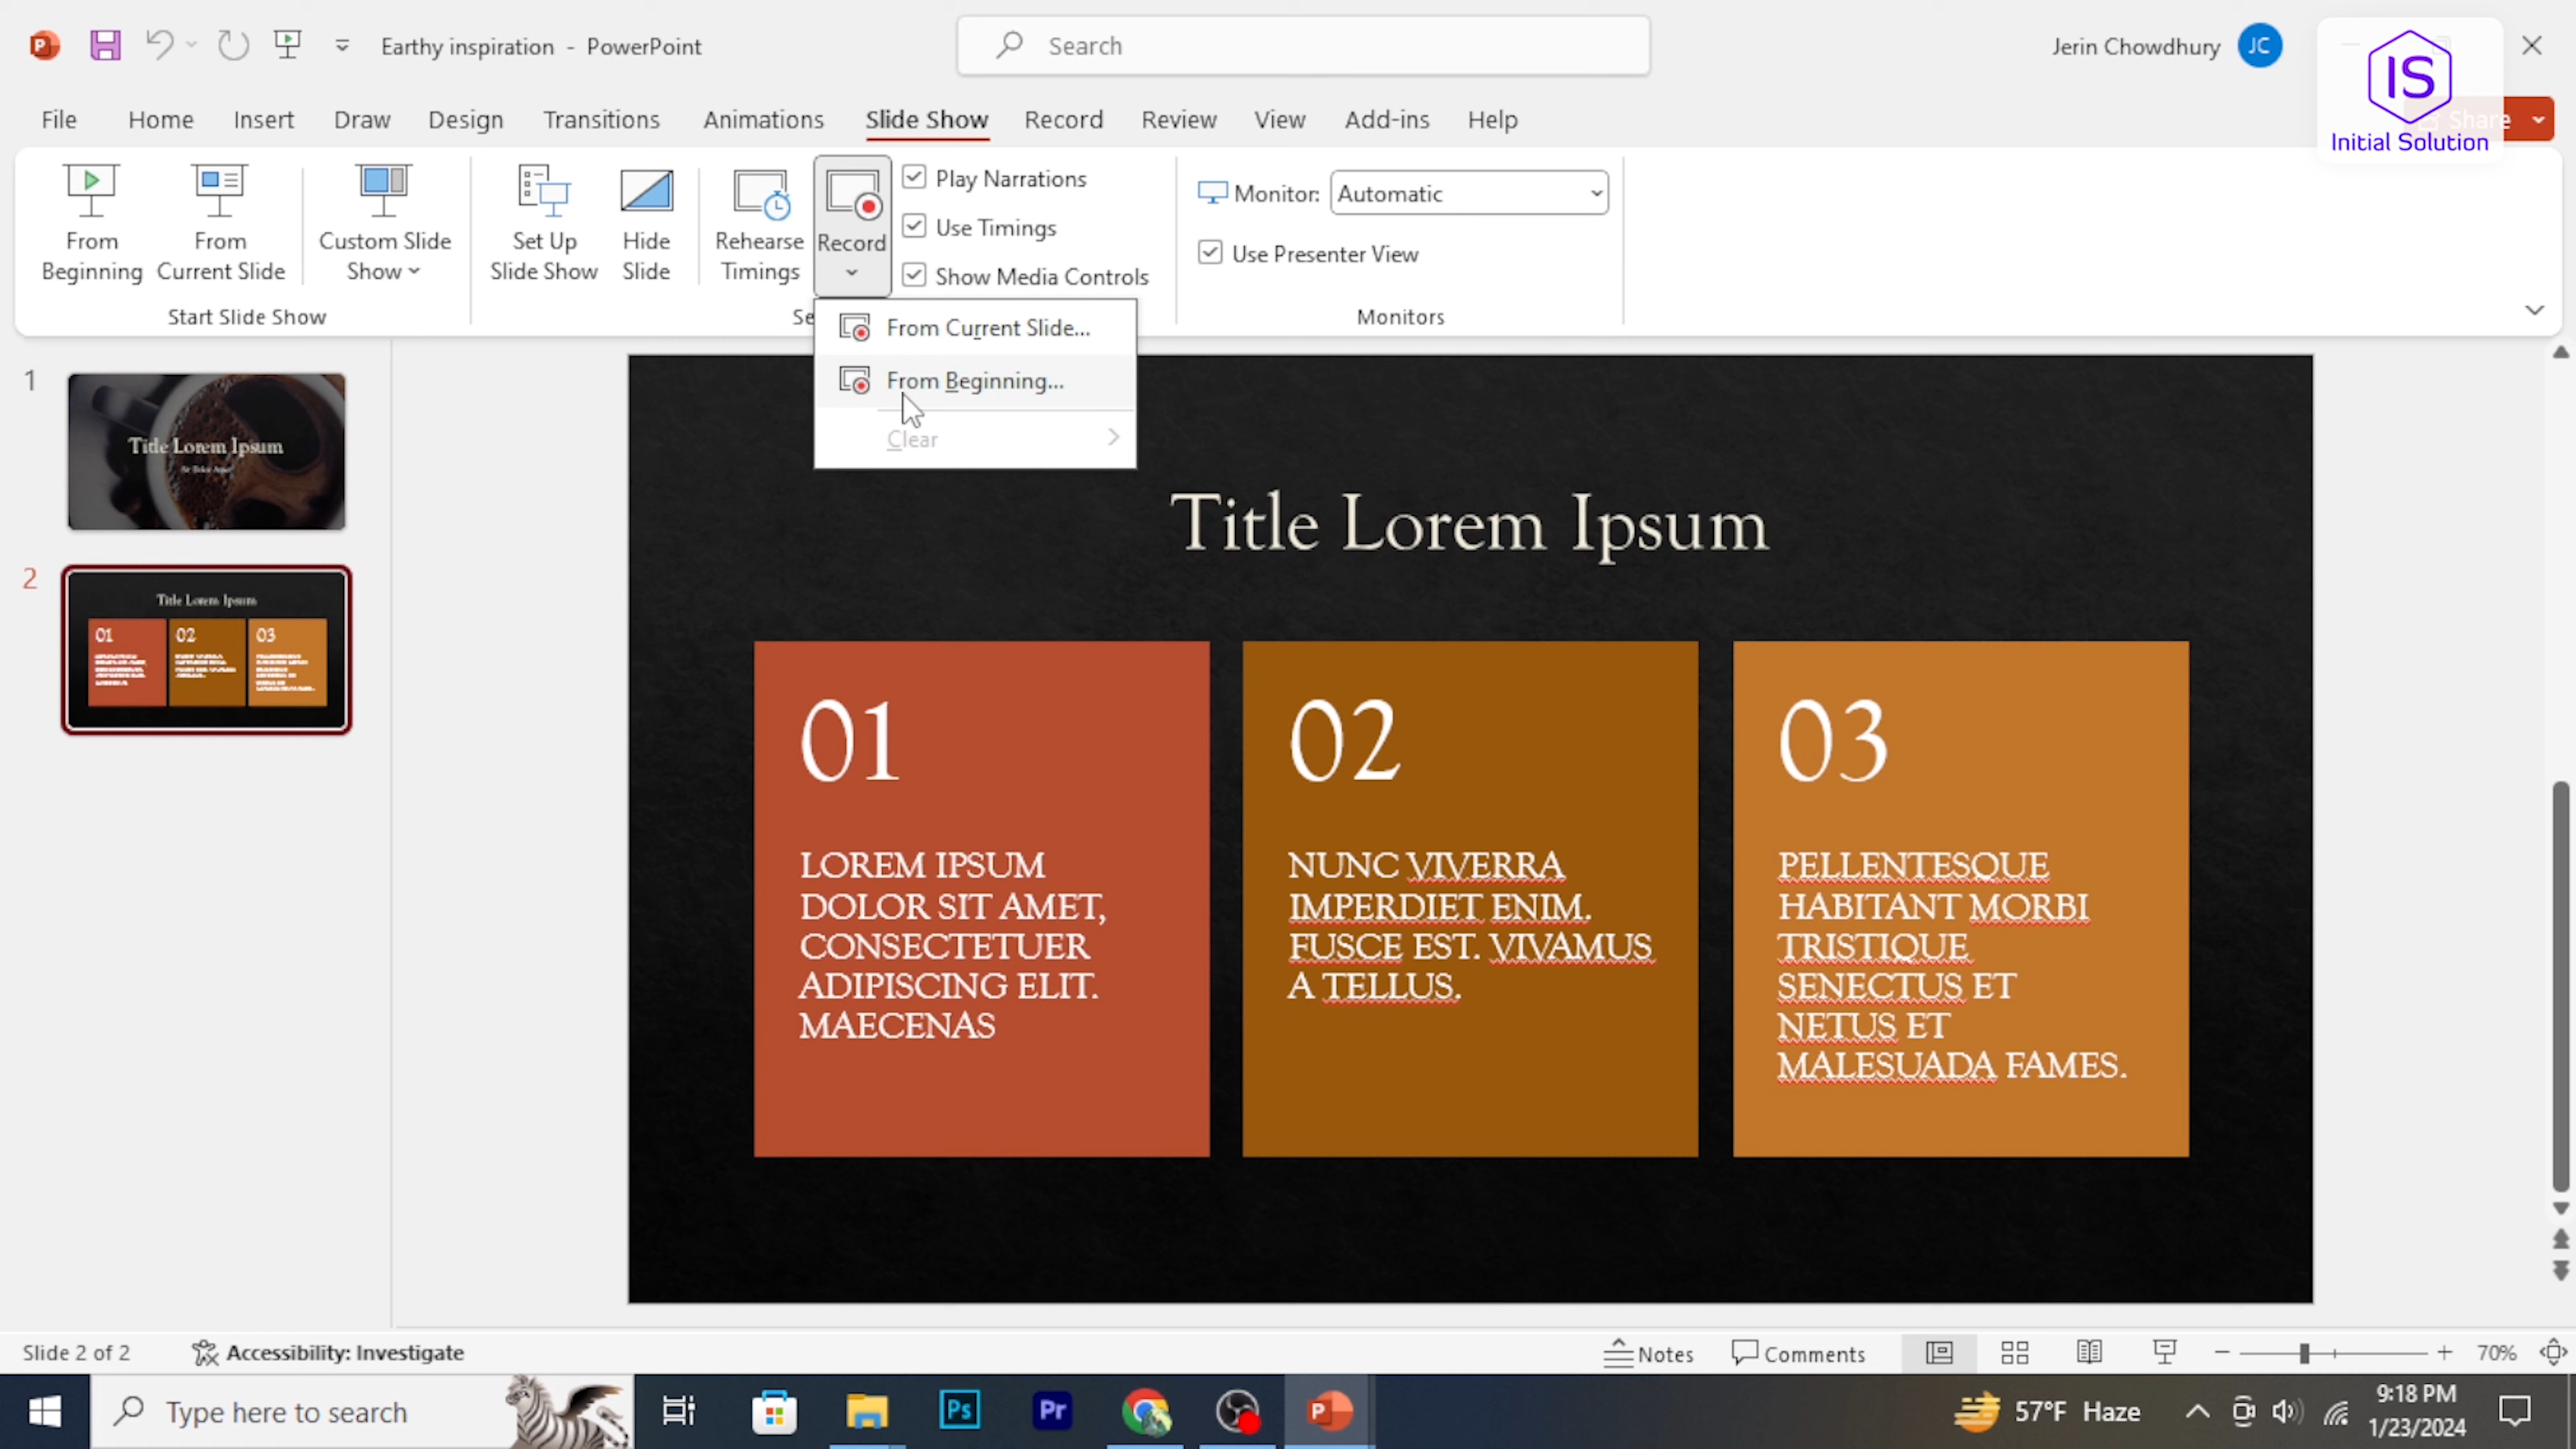 Earthy inspiration - PowerPoint
Search
Jerin Chowdhury JC
IS
Initial Solution
File Home Insert Draw Design Transitions Animations Slide Show Record Review View Add-ins Help
Share
From Beginning
From Current Slide
Custom Slide Show
Set Up Slide Show
Hide Slide
Rehearse Timings
Record
Play Narrations
Use Timings
Show Media Controls
Monitor: Automatic
Use Presenter View
Start Slide Show
Se
Monitors
From Current Slide...
From Beginning...
Clear
1
Title Lorem Ipsum
2
Title Lorem Ipsum
01 02 03
Title Lorem Ipsum
01
LOREM IPSUM
DOLOR SIT AMET,
CONSECTETUER
ADIPISCING ELIT.
MAECENAS
02
NUNC VIVERRA
IMPERDIET ENIM.
FUSCE EST. VIVAMUS
A TELLUS.
03
PELLENTESQUE
HABITANT MORBI
TRISTIQUE
SENECTUS ET
NETUS ET
MALESUADA FAMES.
Slide 2 of 2 Accessibility: Investigate Notes Comments 70%
Type here to search
Ps
Pr
P
57°F Haze
9:18 PM
1/23/2024